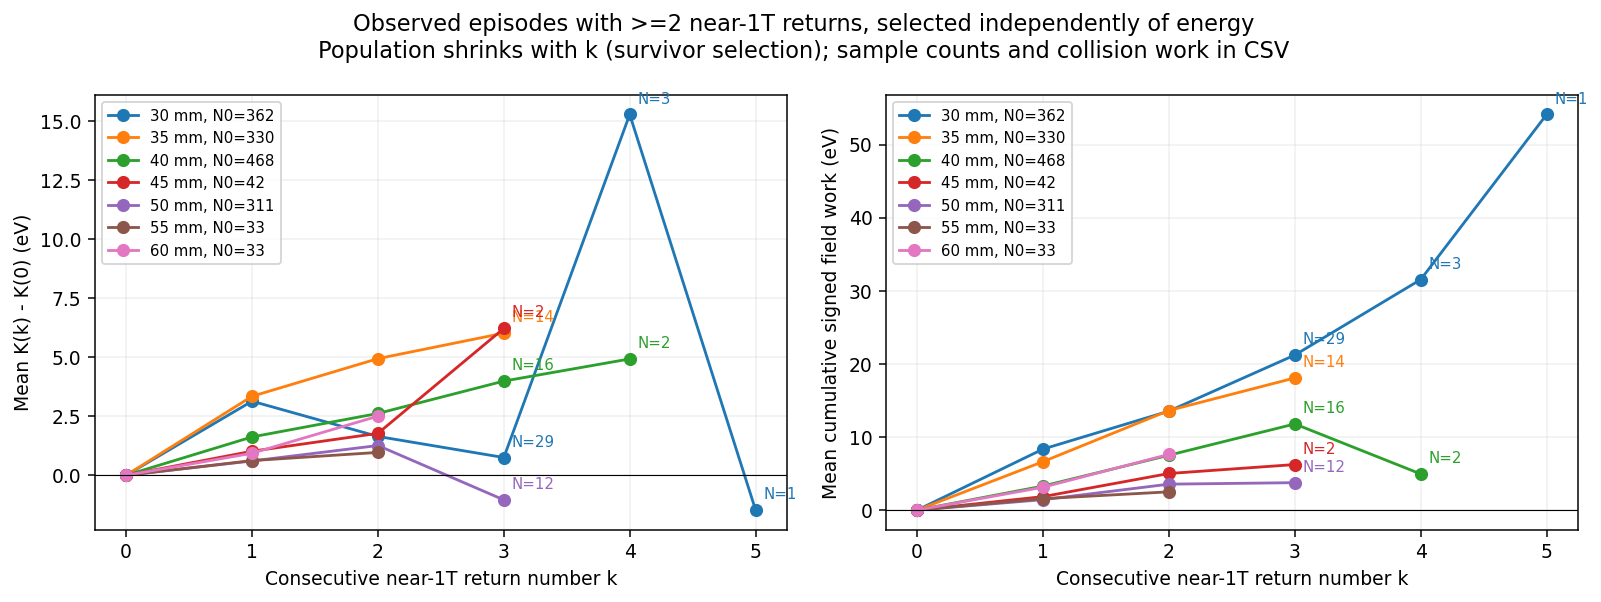 Observed episodes with >=2 near-1T returns, selected independently of energy
Population shrinks with k (survivor selection); sample counts and collision work in CSV
Mean K(k) - K(0) (eV)
15.0
12.5
10.0
7.5
5.0
2.5
0.0
30 mm, N0=362
35 mm, N0=330
40 mm, N0=468
45 mm, N0=42
50 mm, N0=311
55 mm, N0=33
60 mm, N0=33
N=3
N=2
N=14
N=16
N=2
N=29
N=12
N=1
0 1 2 3 4 5
Consecutive near-1T return number k
Mean cumulative signed field work (eV)
50
40
30
20
10
0
30 mm, N0=362
35 mm, N0=330
40 mm, N0=468
45 mm, N0=42
50 mm, N0=311
55 mm, N0=33
60 mm, N0=33
N=1
N=3
N=29
N=14
N=16
N=2
N=2
N=12
0 1 2 3 4 5
Consecutive near-1T return number k